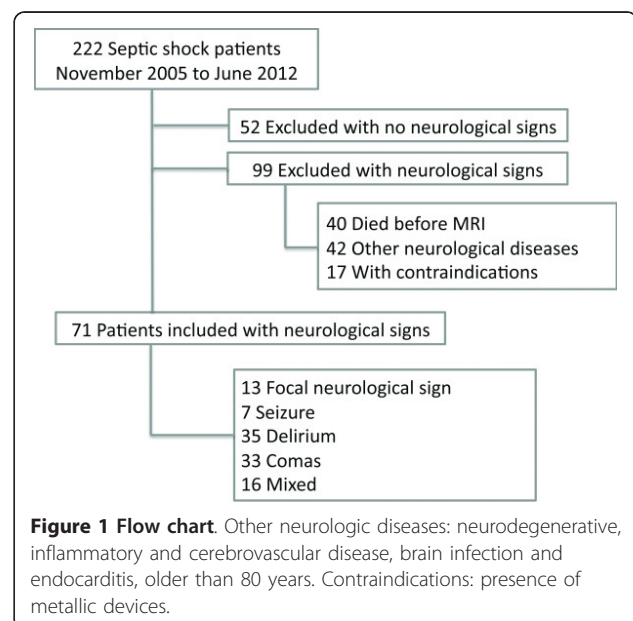 222 Septic shock patients
November 2005 to June 2012
52 Excluded with no neurological signs
99 Excluded with neurological signs
40 Died before MRI
42 Other neurological diseases
17 With contraindications
71 Patients included with neurological signs
13 Focal neurological sign
7 Seizure
35 Delirium
33 Comas
16 Mixed
Figure 1 Flow chart. Other neurologic diseases: neurodegenerative,
inflammatory and cerebrovascular disease, brain infection and
endocarditis, older than 80 years. Contraindications: presence of
metallic devices.